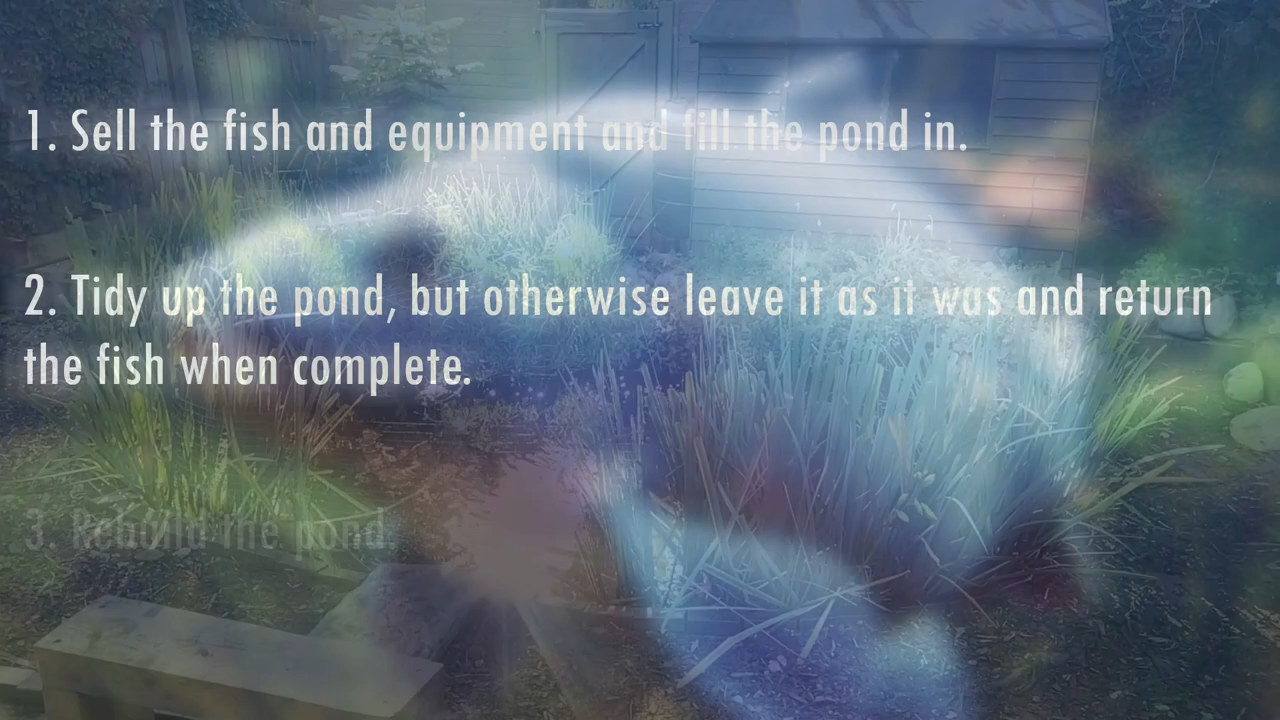 1. Sell the fish and equipment and fill the pond in.
2. Tidy up the pond, but otherwise leave it as it was and return
the fish when complete.
3. Rebuild the pond.